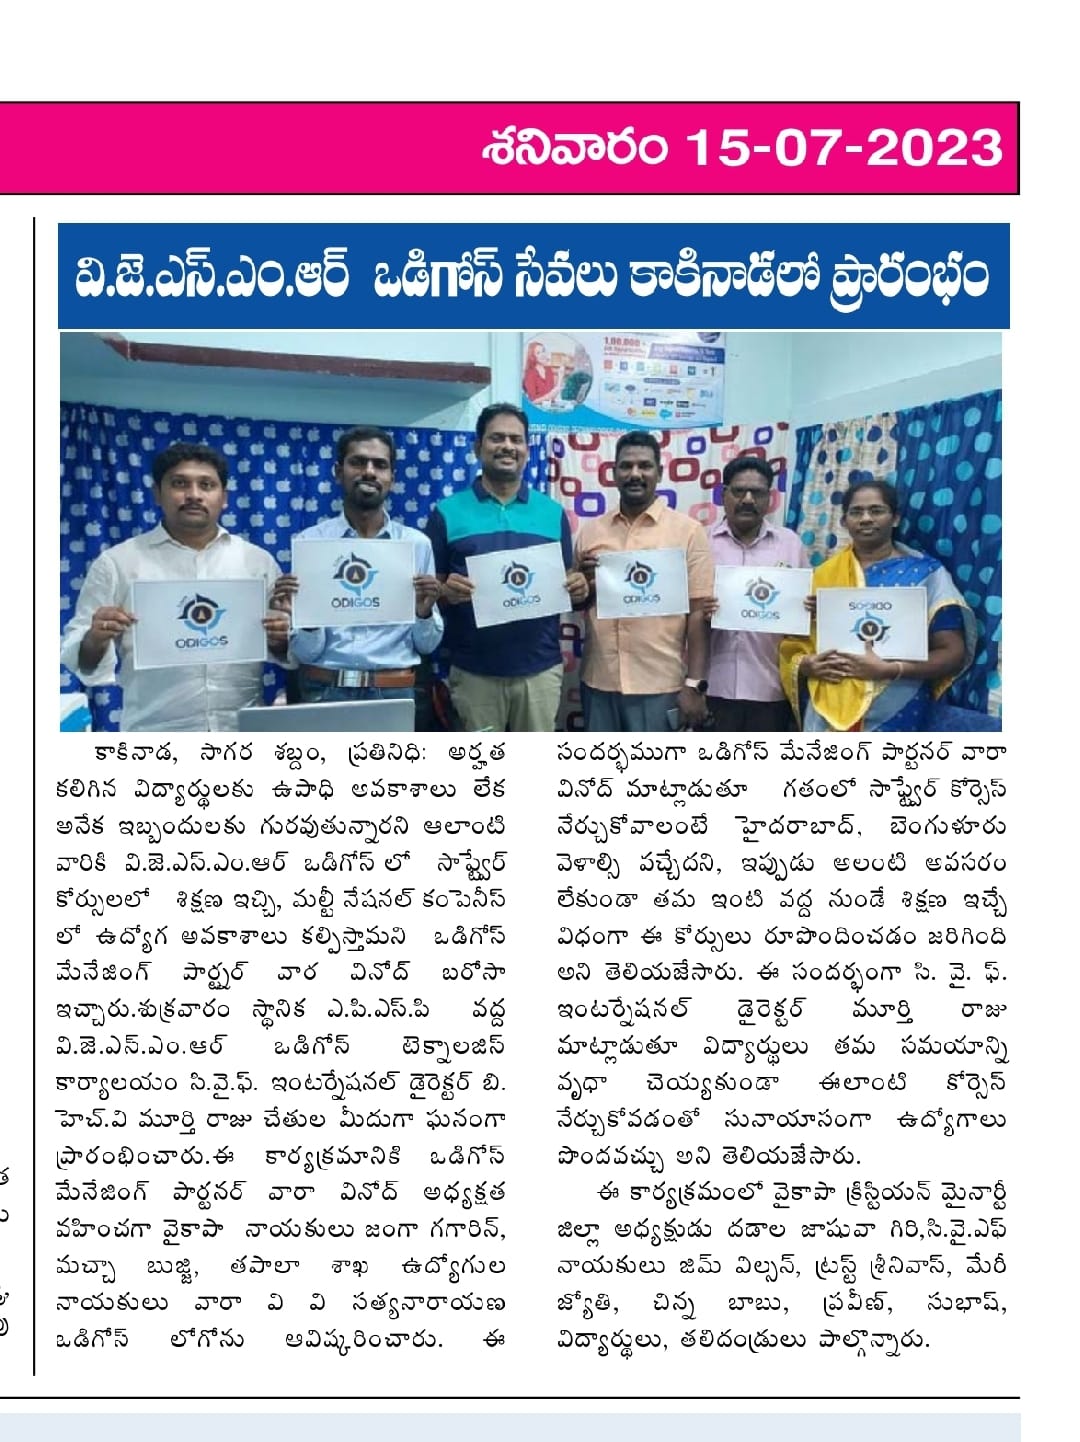 శనివారం 15-07-2023
వి.జె.ఎస్.ఎం.ఆర్ ఒడిగోస్ సేవలు కాకినాడలో ప్రారంభం
1,00,000
ODIGOS
ODIGOS
ODIGOS
ODIGOS
ODIGOS
ODIGOS
కాకినాడ, సాగర శబ్దం, ప్రతినిధి: అర్హత
కలిగిన విద్యార్థులకు ఉపాధి అవకాశాలు లేక
అనేక ఇబ్బందులకు గురవుతున్నారని ఆలాంటి
వారికి వి.జె.ఎస్.ఎం.ఆర్ ఒడిగోస్ లో సాఫ్ట్వేర్
కోర్సులలో శిక్షణ ఇచ్చి, మల్టీ నేషనల్ కంపెనీస్
లో ఉద్యోగ అవకాశాలు కల్పిస్తామని ఒడిగోస్
మేనేజింగ్ పార్ట్నర్ వార వినోద్ బరోసా
ఇచ్చారు.శుక్రవారం స్థానిక ఎ.పి.ఎస్.పి వద్ద
వి.జె.ఎస్.ఎం.ఆర్ ఒడిగోస్ టెక్నాలజిస్
కార్యాలయం సి.వై.ఫ్. ఇంటర్నేషనల్ డైరెక్టర్ బి.
హెచ్.వి మూర్తి రాజు చేతుల మీదుగా ఘనంగా
ప్రారంభించారు.ఈ కార్యక్రమానికి ఒడిగోస్
మేనేజింగ్ పార్టనర్ వారా వినోద్ అధ్యక్షత
వహించగా వైకాపా నాయకులు జంగా గగారిన్,
మచ్చా బుజ్జి, తపాలా శాఖ ఉద్యోగుల
నాయకులు వారా వి వి సత్యనారాయణ
ఒడిగోస్ లోగోను ఆవిష్కరించారు. ఈ
సందర్భముగా ఒడిగోస్ మేనేజింగ్ పార్టనర్ వారా
వినోద్ మాట్లాడుతూ గతంలో సాఫ్ట్వేర్ కోర్సెస్
నేర్చుకోవాలంటే హైదరాబాద్, బెంగుళూరు
వెళాల్సి వచ్చేదని, ఇప్పుడు అలంటి అవసరం
లేకుండా తమ ఇంటి వద్ద నుండే శిక్షణ ఇచ్చే
విధంగా ఈ కోర్సులు రూపొందించడం జరిగింది
అని తెలియజేసారు. ఈ సందర్భంగా సి. వై. ఫ్.
ఇంటర్నేషనల్ డైరెక్టర్ మూర్తి రాజు
మాట్లాడుతూ విద్యార్థులు తమ సమయాన్ని
వృధా చెయ్యకుండా ఈలాంటి కోర్సెస్
నేర్చుకోవడంతో సునాయాసంగా ఉద్యోగాలు
పొందవచ్చు అని తెలియజేసారు.
ఈ కార్యక్రమంలో వైకాపా క్రిస్టియన్ మైనార్టీ
జిల్లా అధ్యక్షుడు దడాల జాషువా గిరి,సి.వై.ఎఫ్
నాయకులు జిమ్ విల్సన్, ట్రస్ట్ శ్రీనివాస్, మేరీ
జ్యోతి, చిన్న బాబు, ప్రవీణ్, సుభాష్,
విద్యార్థులు, తలిదండ్రులు పాల్గొన్నారు.